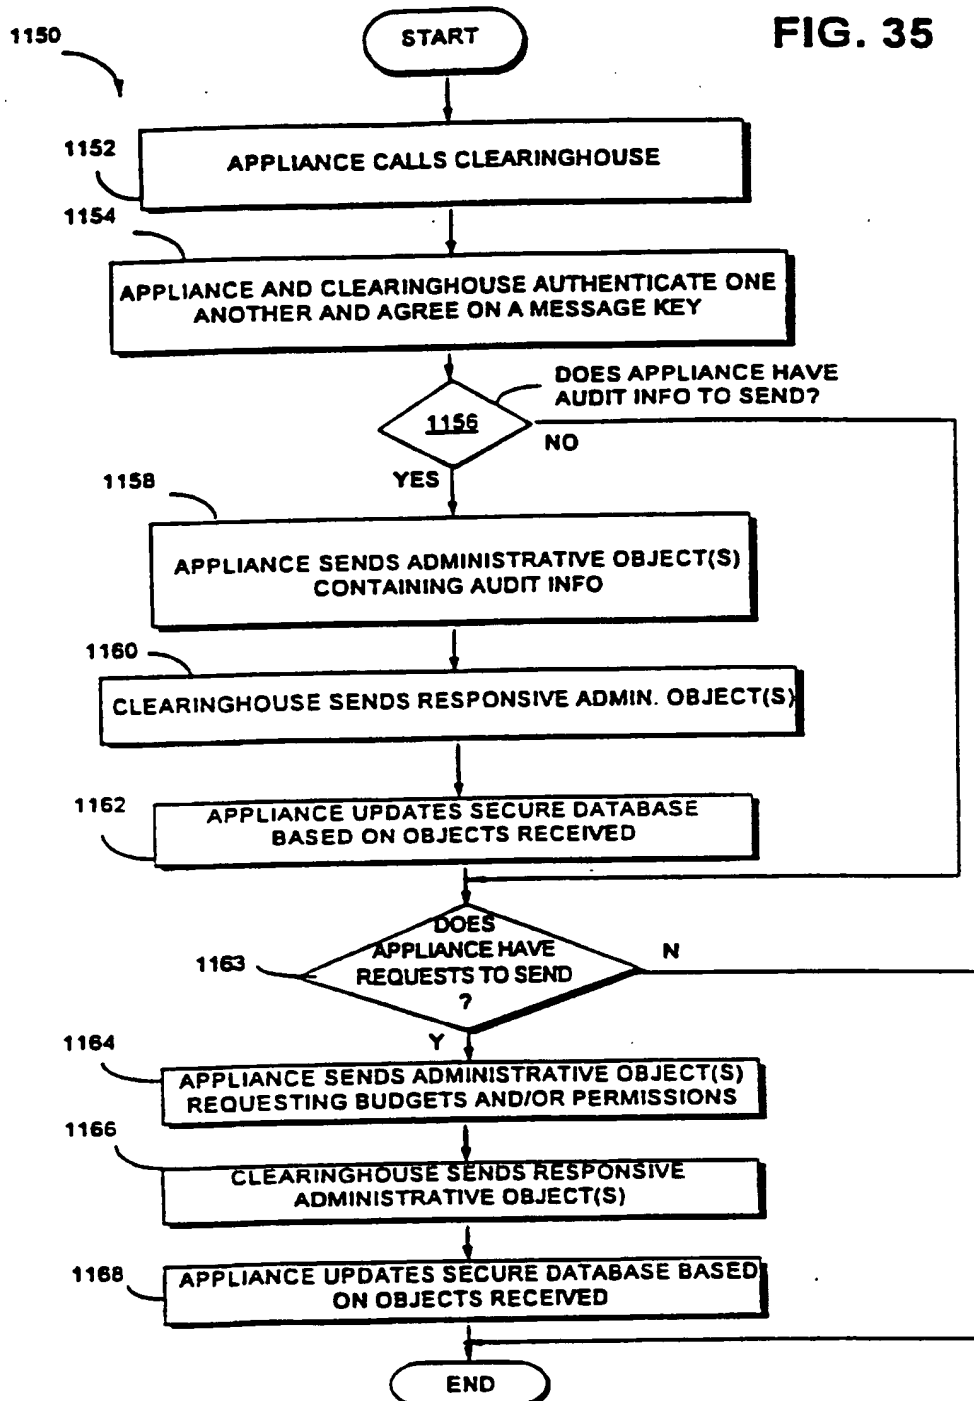 FIG. 35
1150
START
1152
APPLIANCE CALLS CLEARINGHOUSE
1154
APPLIANCE AND CLEARINGHOUSE AUTHENTICATE ONE
ANOTHER AND AGREE ON A MESSAGE KEY
DOES APPLIANCE HAVE
AUDIT INFO TO SEND?
1156
NO
YES
1158
APPLIANCE SENDS ADMINISTRATIVE OBJECT(S)
CONTAINING AUDIT INFO
1160
CLEARINGHOUSE SENDS RESPONSIVE ADMIN. OBJECT(S)
1162
APPLIANCE UPDATES SECURE DATABASE
BASED ON OBJECTS RECEIVED
DOES
APPLIANCE HAVE
REQUESTS TO SEND
?
1163
N
Y
1164
APPLIANCE SENDS ADMINISTRATIVE OBJECT(S)
REQUESTING BUDGETS AND/OR PERMISSIONS
1166
CLEARINGHOUSE SENDS RESPONSIVE
ADMINISTRATIVE OBJECT(S)
1168
APPLIANCE UPDATES SECURE DATABASE BASED
ON OBJECTS RECEIVED
END